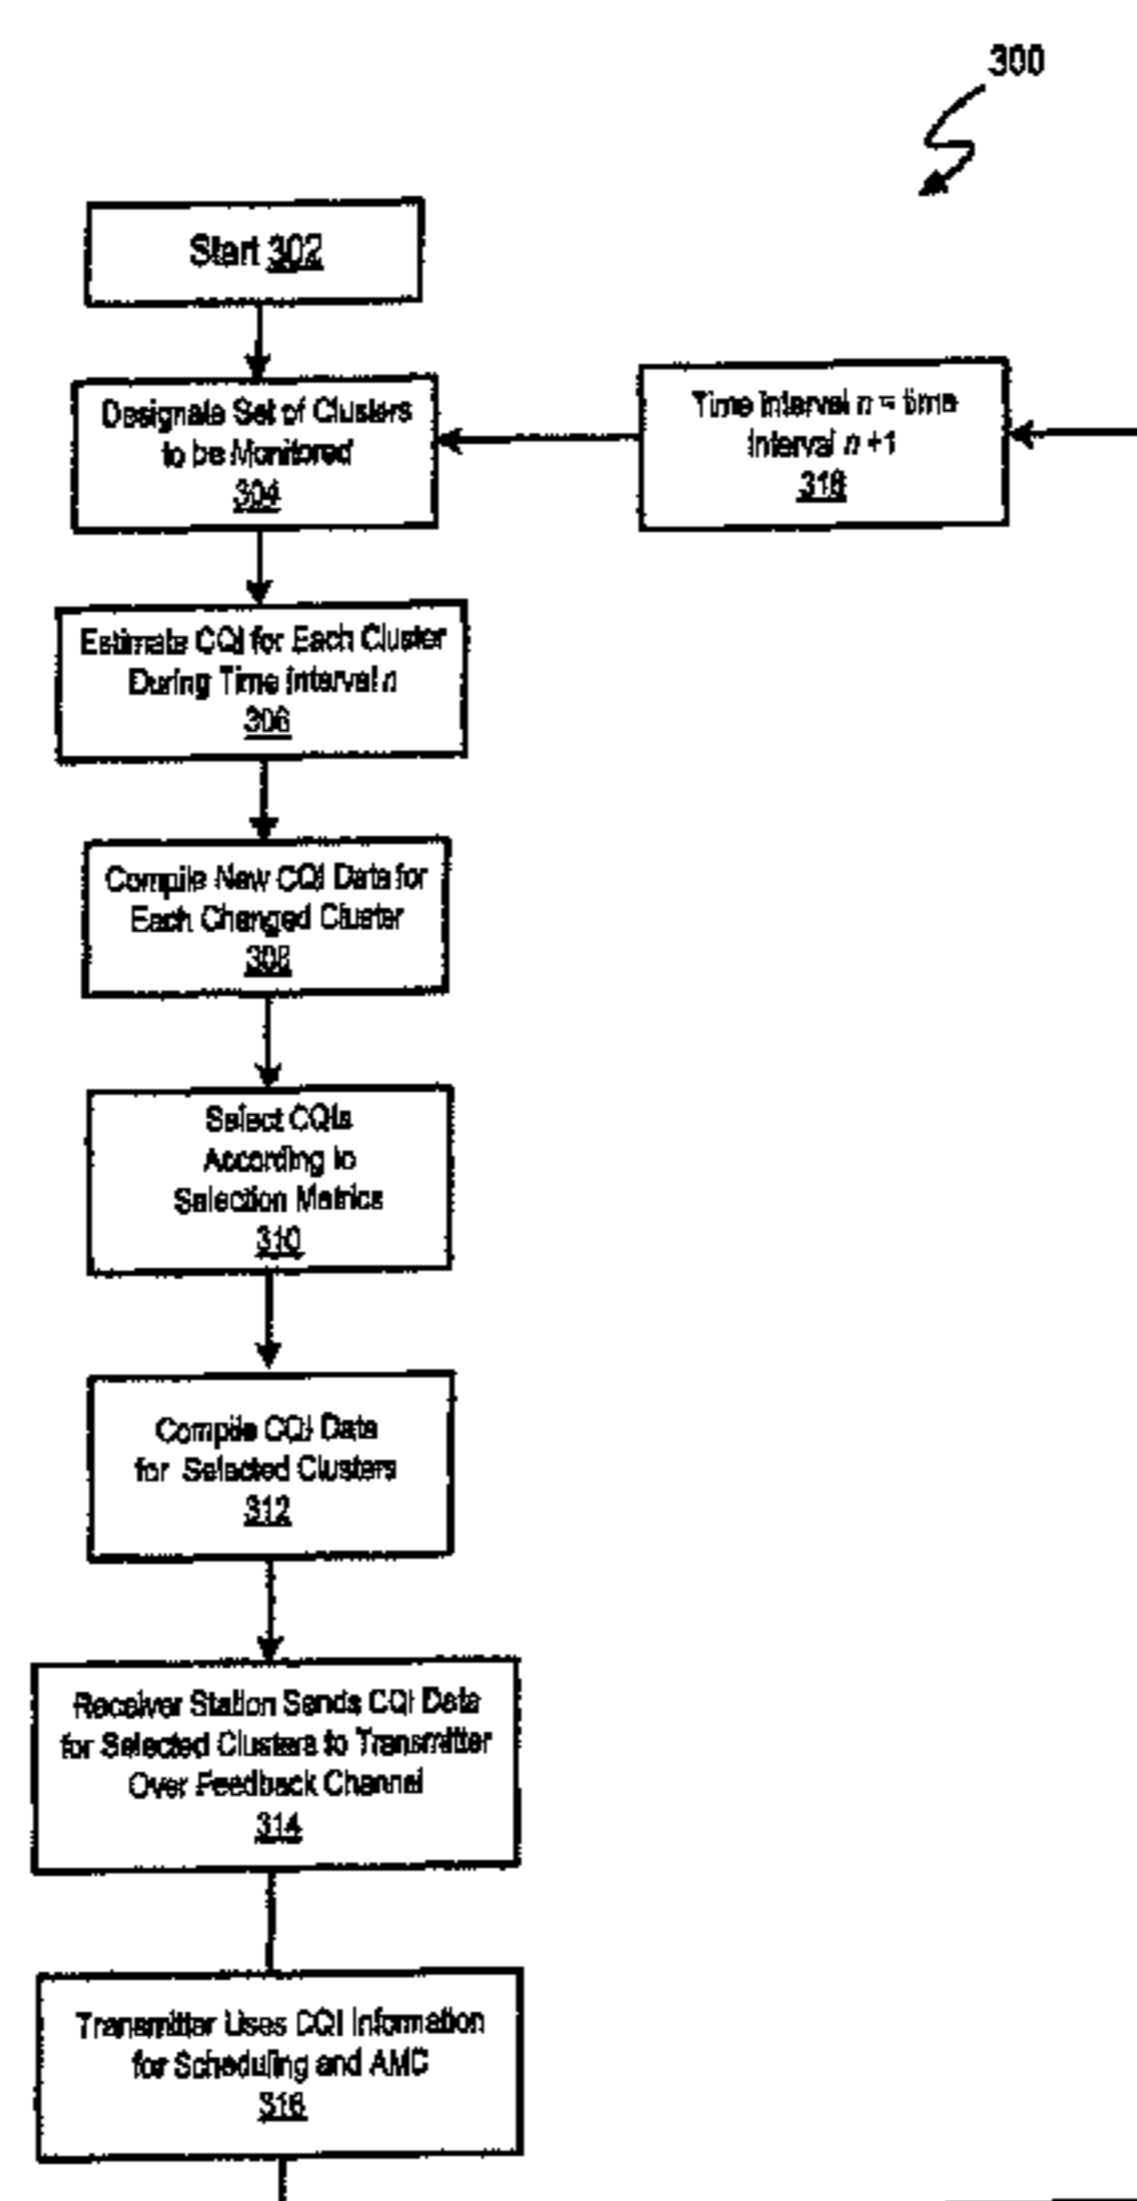 300
Start 302
Designate Set of Clusters
to be Monitored
304
Time Interval n = time
Interval n +1
318
Estimate CQI for Each Cluster
During Time Interval n
306
Compile New CQI Data for
Each Changed Cluster
308
Select CQIs
According to
Selection Metrics
310
Compile CQI Data
for Selected Clusters
312
Receiver Station Sends CQI Data
for Selected Clusters to Transmitter
Over Feedback Channel
314
Transmitter Uses CQI Information
for Scheduling and AMC
316